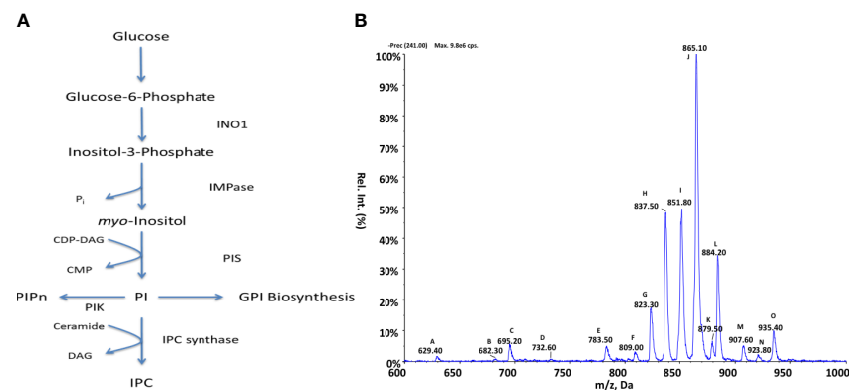 A
Glucose
Glucose-6-Phosphate
INO1
Inositol-3-Phosphate
IMPase
Pi
myo-Inositol
CDP-DAG
PIS
CMP
PIPn
PI
GPI Biosynthesis
PIK
Ceramide
IPC synthase
DAG
IPC
B
-Prec (241.00) Max. 9.8e6 cps.
Rel. Int. (%)
100%
90%
80%
70%
60%
50%
40%
30%
20%
10%
0%
A
629.40
B
682.30
C
695.20
D
732.60
E
783.50
F
809.00
G
823.30
H
837.50
I
851.80
865.10
J
K
879.50
L
884.20
M
907.60
N
923.80
O
935.40
600 650 700 750 800 850 900 950 1000
m/z, Da